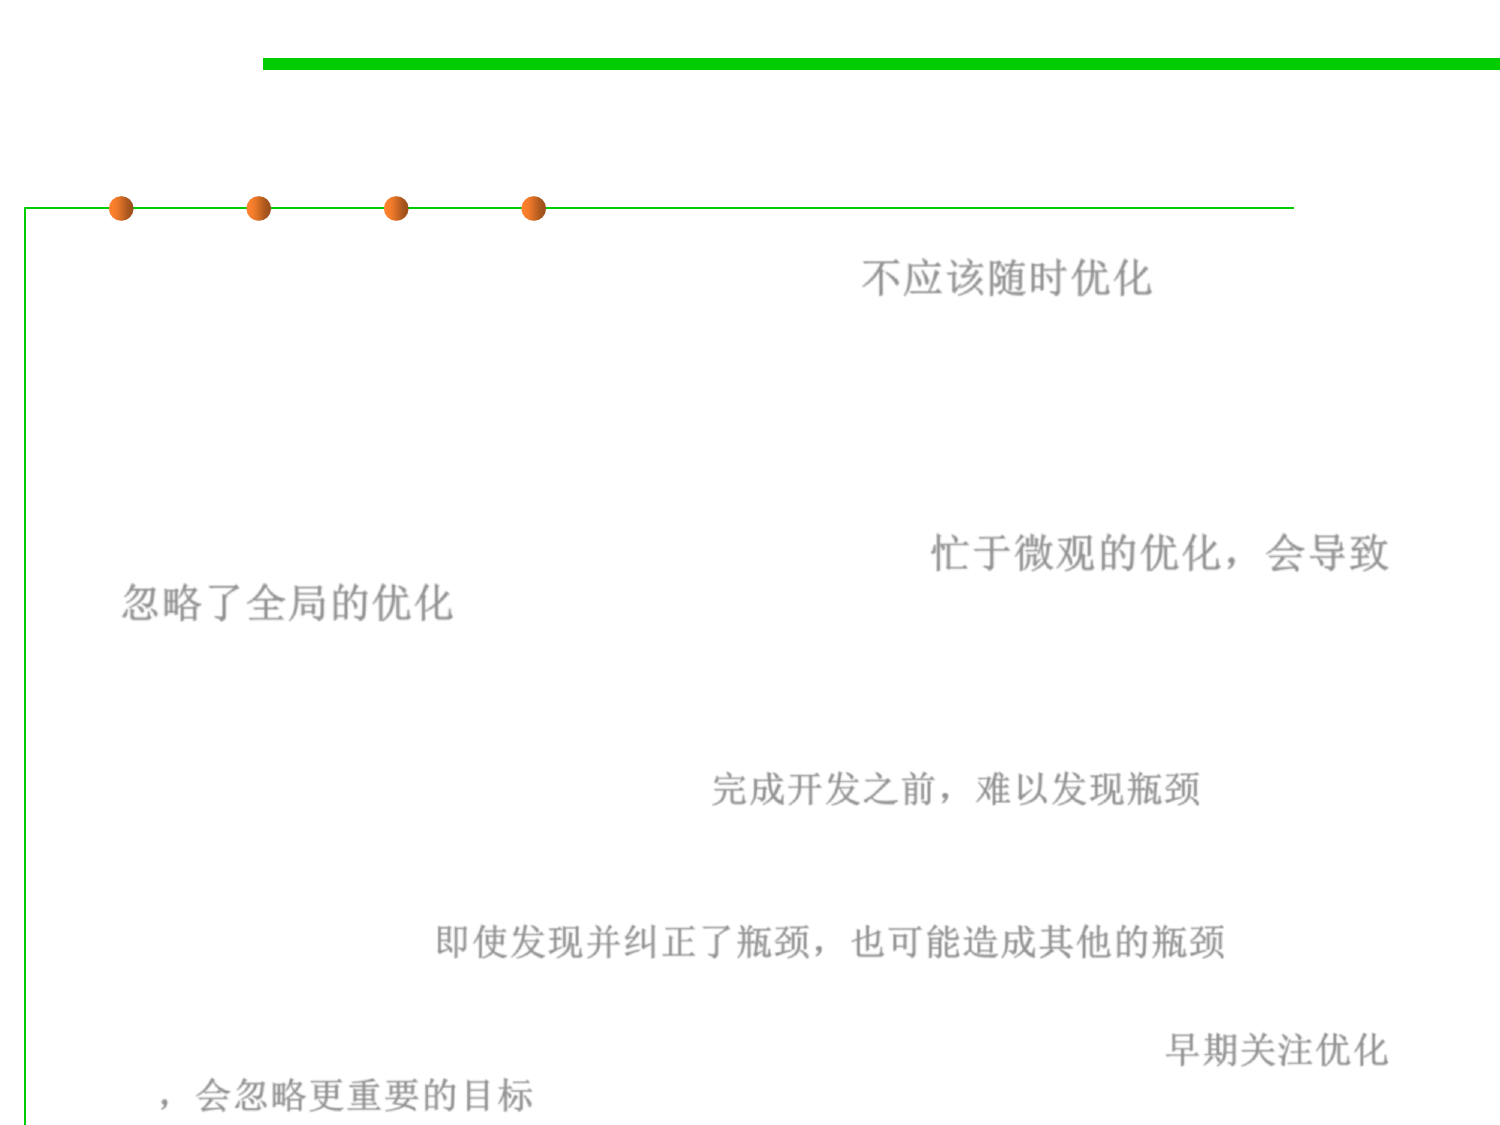 不应该随时优化
忙于微观的优化，会导致
忽略了全局的优化
完成开发之前，难以发现瓶颈
即使发现并纠正了瓶颈，也可能造成其他的瓶颈
早期关注优化
，会忽略更重要的目标